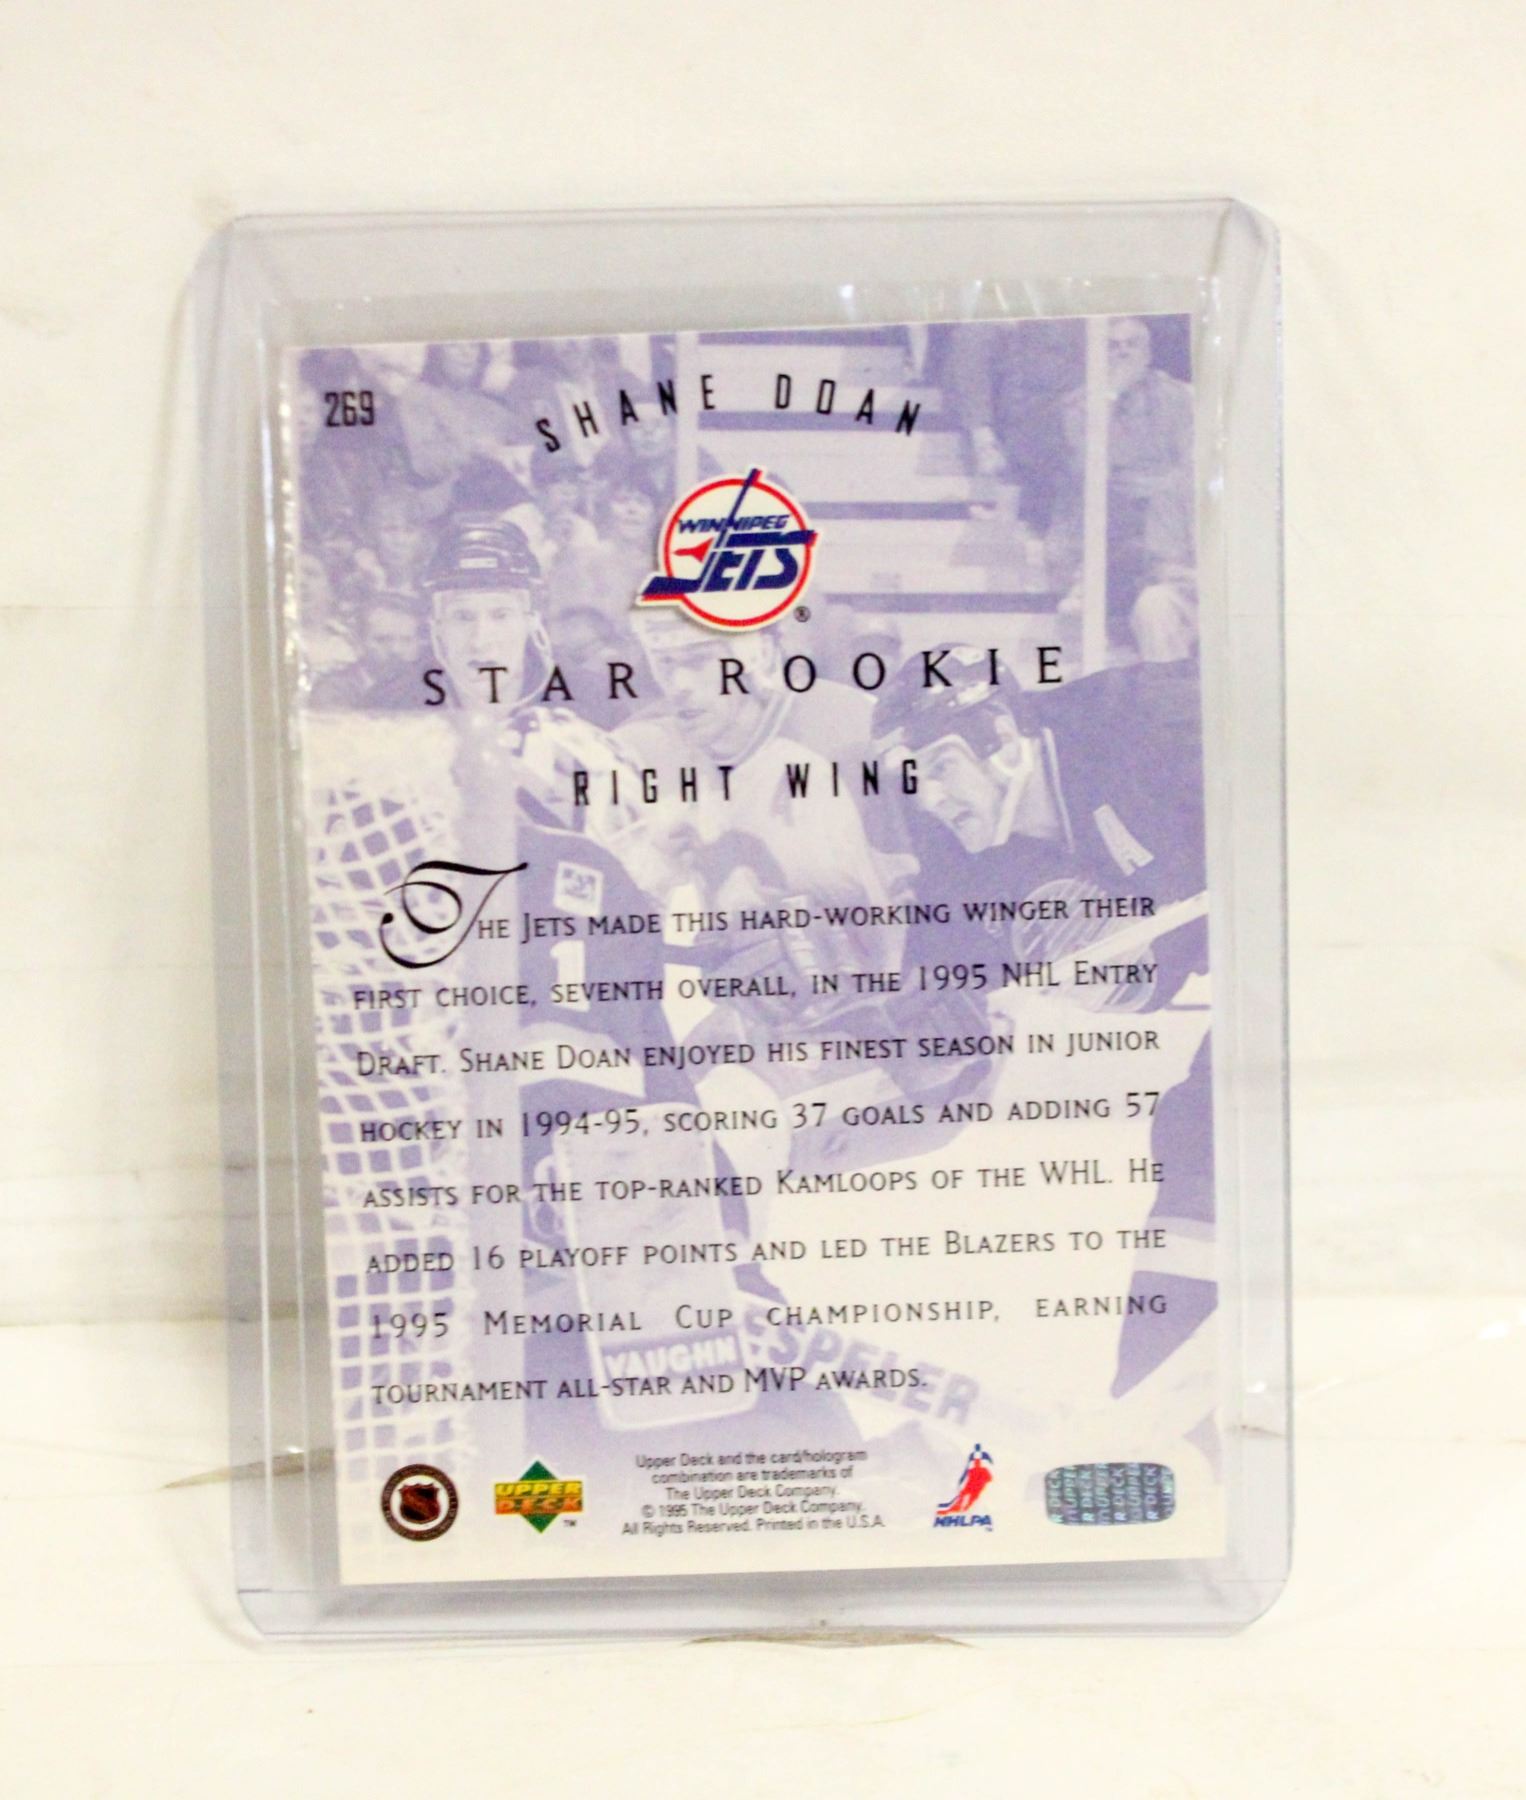 269
SHANE DOAN
WINNIPEG
JETS
®
STAR ROOKIE
RIGHT WING
THE JETS MADE THIS HARD-WORKING WINGER THEIR
FIRST CHOICE, SEVENTH OVERALL, IN THE 1995 NHL ENTRY
DRAFT. SHANE DOAN ENJOYED HIS FINEST SEASON IN JUNIOR
HOCKEY IN 1994-95, SCORING 37 GOALS AND ADDING 57
ASSISTS FOR THE TOP-RANKED KAMLOOPS OF THE WHL. HE
ADDED 16 PLAYOFF POINTS AND LED THE BLAZERS TO THE
1995 MEMORIAL CUP CHAMPIONSHIP, EARNING
TOURNAMENT ALL-STAR AND MVP AWARDS.
VAUGHN
UPPER
DECK
™
Upper Deck and the card/hologram
combination are trademarks of
The Upper Deck Company.
© 1995 The Upper Deck Company.
All Rights Reserved. Printed in the U.S.A.
NHLPA